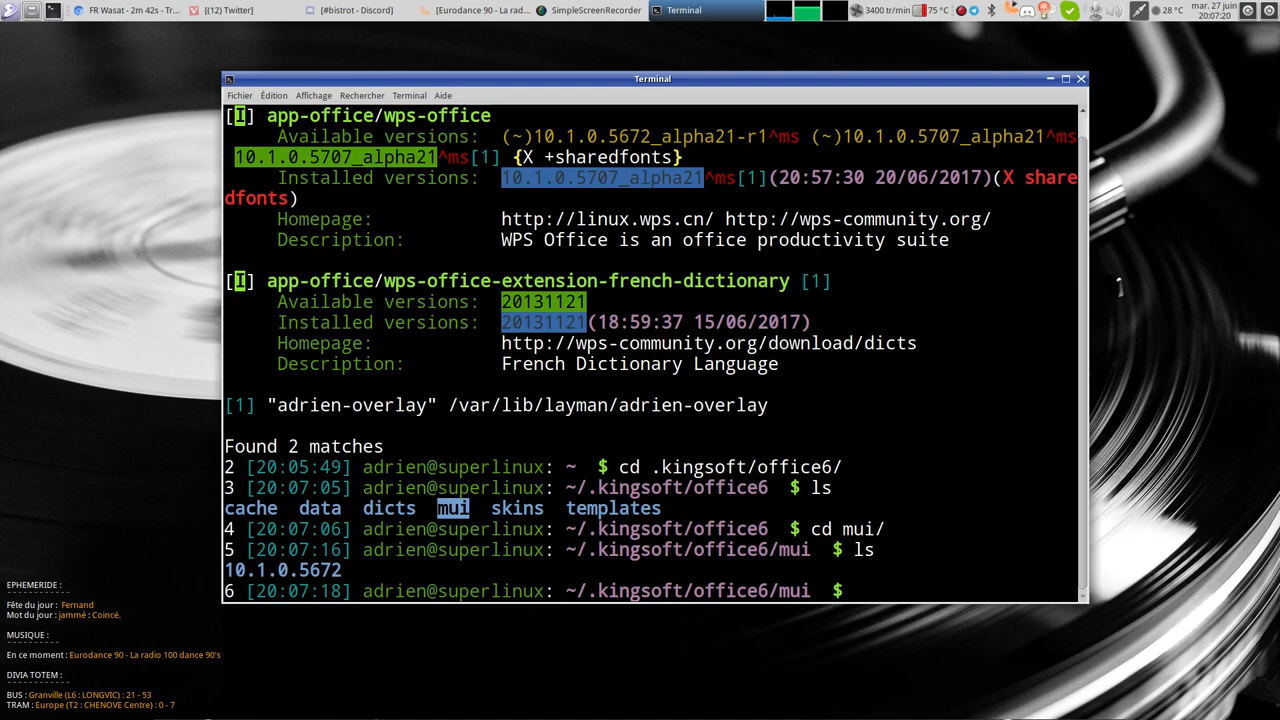 FR Wasat - 2m 42s - Tr... [(12) Twitter] [#bistrot - Discord] [Eurodance 90 - La rad... SimpleScreenRecorder Terminal 3400 tr/min 75 °C 28 °C mar. 27 juin
20:07:20
Terminal
Fichier Édition Affichage Rechercher Terminal Aide
[I] app-office/wps-office
Available versions: (~)10.1.0.5672_alpha21-r1^ms (~)10.1.0.5707_alpha21^ms
10.1.0.5707_alpha21^ms[1] {X +sharedfonts}
Installed versions: 10.1.0.5707_alpha21^ms[1](20:57:30 20/06/2017)(X share
dfonts)
Homepage: http://linux.wps.cn/ http://wps-community.org/
Description: WPS Office is an office productivity suite
[I] app-office/wps-office-extension-french-dictionary [1]
Available versions: 20131121
Installed versions: 20131121(18:59:37 15/06/2017)
Homepage: http://wps-community.org/download/dicts
Description: French Dictionary Language
[1] "adrien-overlay" /var/lib/layman/adrien-overlay
Found 2 matches
2 [20:05:49] adrien@superlinux: ~ $ cd .kingsoft/office6/
3 [20:07:05] adrien@superlinux: ~/.kingsoft/office6 $ ls
cache data dicts mui skins templates
4 [20:07:06] adrien@superlinux: ~/.kingsoft/office6 $ cd mui/
5 [20:07:16] adrien@superlinux: ~/.kingsoft/office6/mui $ ls
10.1.0.5672
6 [20:07:18] adrien@superlinux: ~/.kingsoft/office6/mui $
EPHEMERIDE :
Fête du jour : Fernand
Mot du jour : jammé : Coincé.
MUSIQUE :
En ce moment : Eurodance 90 - La radio 100 dance 90's
DIVIA TOTEM :
BUS : Granville (L6 : LONGVIC) : 21 - 53
TRAM : Europe (T2 : CHENOVE Centre) : 0 - 7